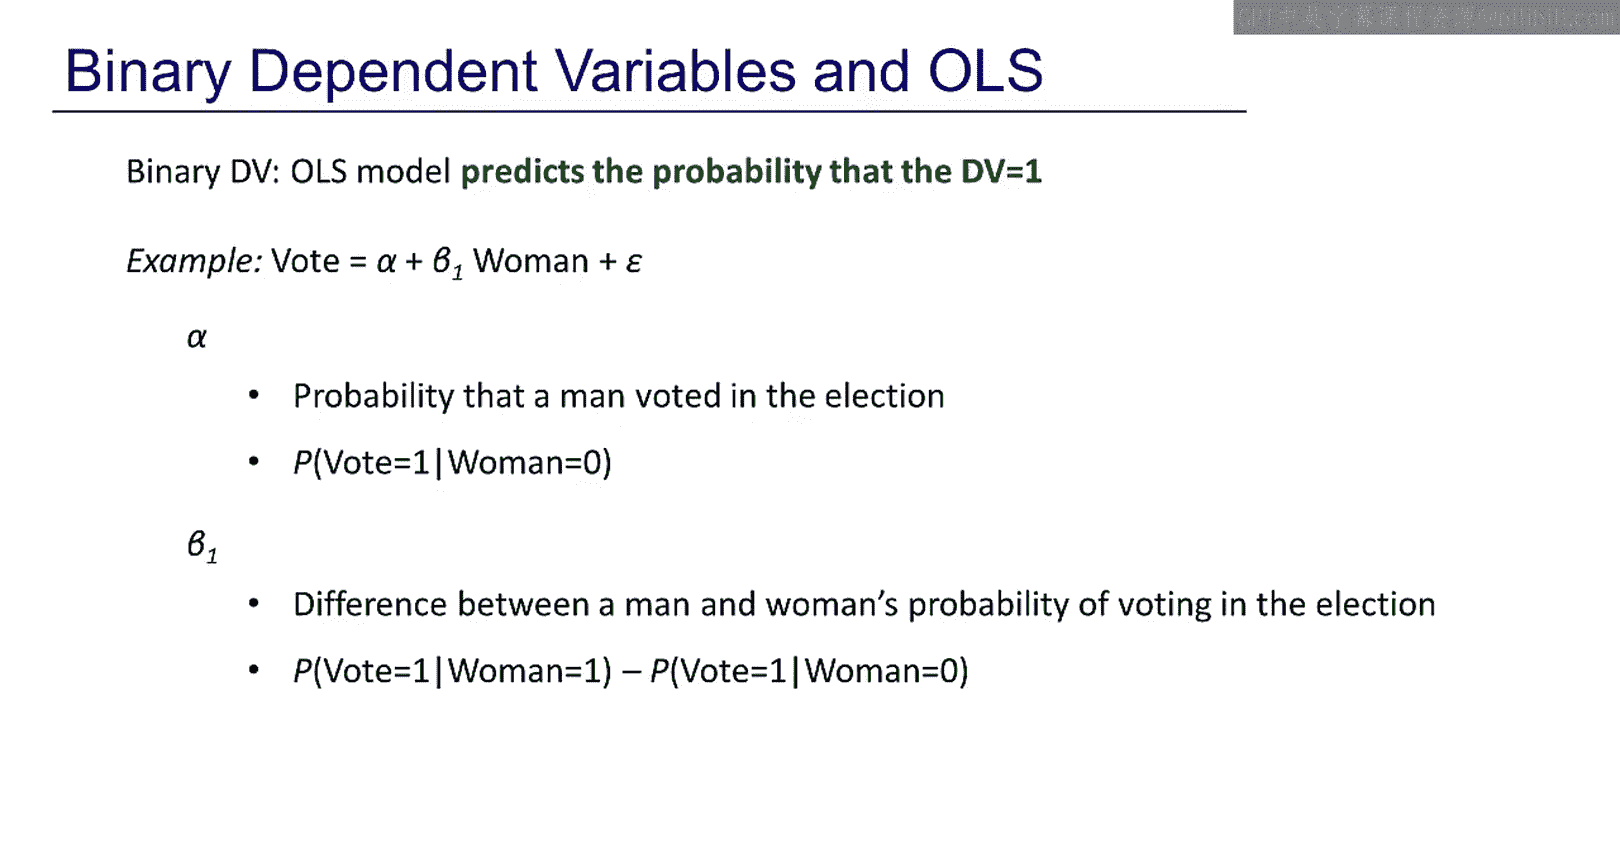 Binary Dependent Variables and OLS
Binary DV: OLS model predicts the probability that the DV=1
Example: Vote = α + β₁ Woman + ε
α
• Probability that a man voted in the election
• P(Vote=1|Woman=0)
β₁
• Difference between a man and woman’s probability of voting in the election
• P(Vote=1|Woman=1) – P(Vote=1|Woman=0)